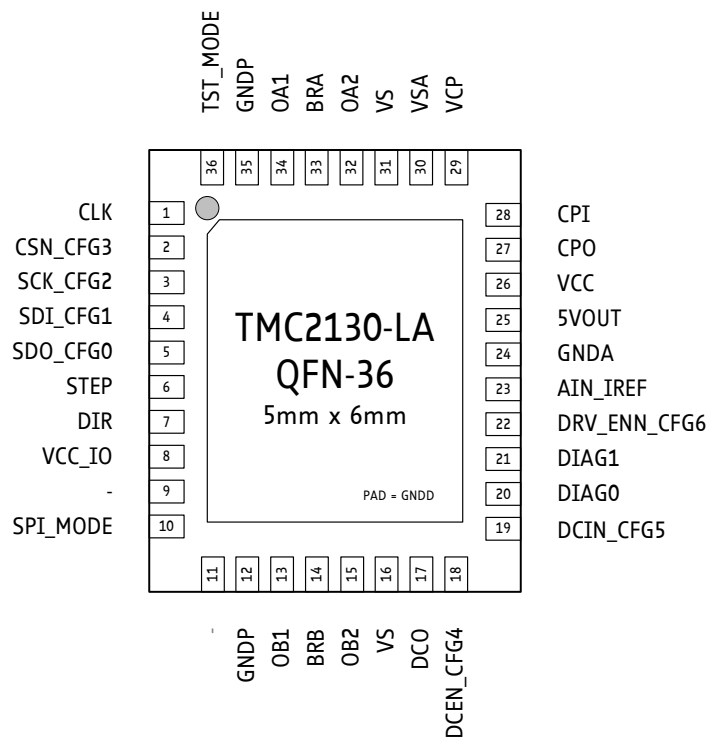 TST_MODE
GNDP
OA1
BRA
OA2
VS
VSA
VCP
36
35
34
33
32
31
30
29
CLK 1
CSN_CFG3 2
SCK_CFG2 3
SDI_CFG1 4
SDO_CFG0 5
STEP 6
DIR 7
VCC_IO 8
- 9
SPI_MODE 10
TMC2130-LA
QFN-36
5mm x 6mm
PAD = GNDD
28 CPI
27 CPO
26 VCC
25 5VOUT
24 GNDA
23 AIN_IREF
22 DRV_ENN_CFG6
21 DIAG1
20 DIAG0
19 DCIN_CFG5
11
12
13
14
15
16
17
18
-
GNDP
OB1
BRB
OB2
VS
DCO
DCEN_CFG4